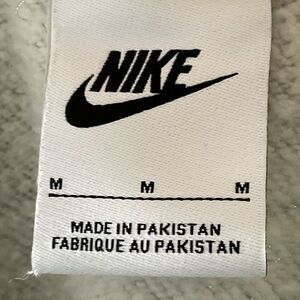 NIKE
M M M
MADE IN PAKISTAN
FABRIQUE AU PAKISTAN